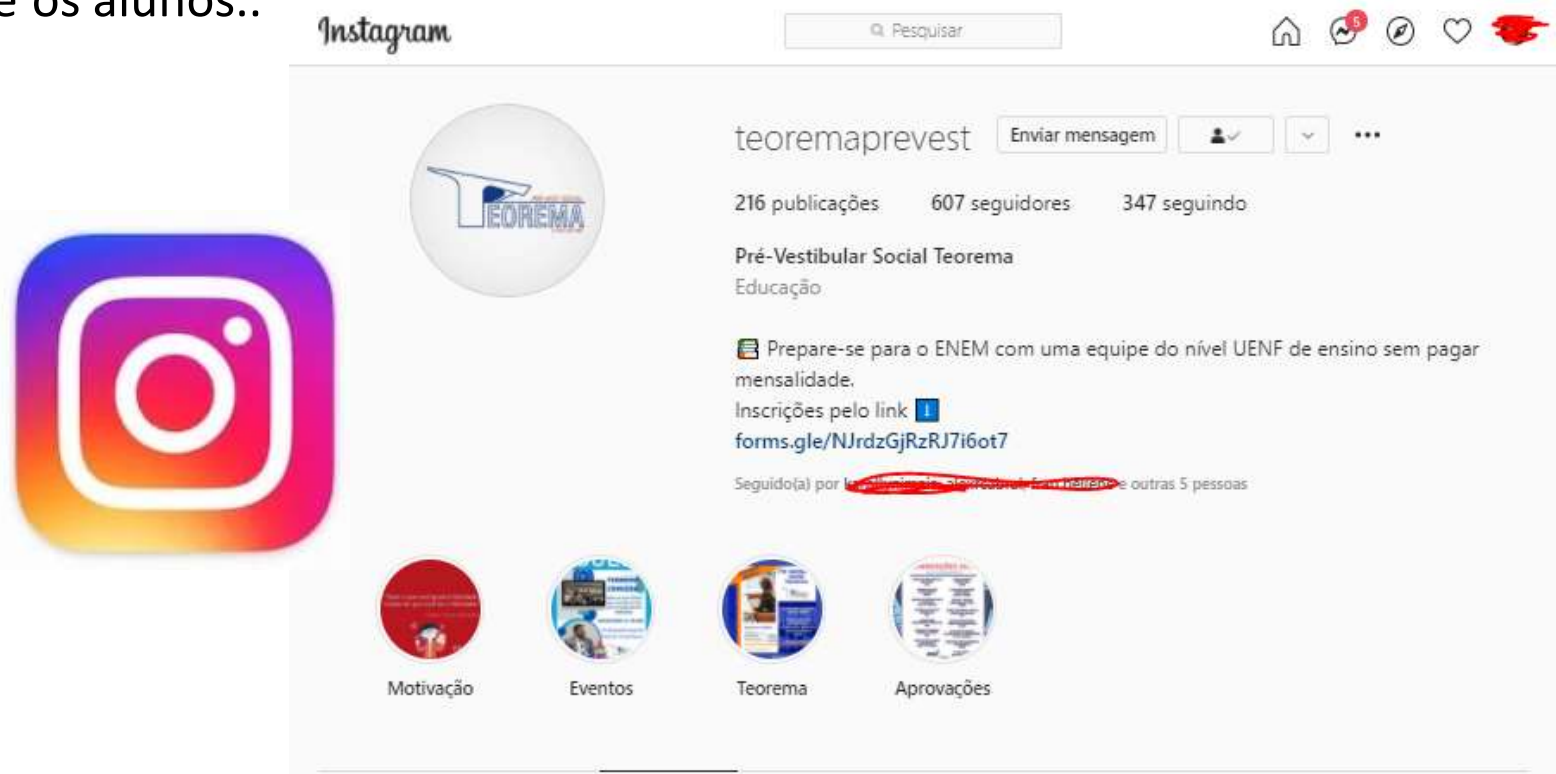 e os alunos..
Instagram
Pesquisar
5
teoremaprevest Enviar mensagem
216 publicações 607 seguidores 347 seguindo
TEOREMA
Pré-Vestibular Social Teorema
Educação
Prepare-se para o ENEM com uma equipe do nível UENF de ensino sem pagar
mensalidade.
Inscrições pelo link
forms.gle/NJrdzGjRzRJ7i6ot7
Seguido(a) por e outras 5 pessoas
Motivação Eventos Teorema Aprovações